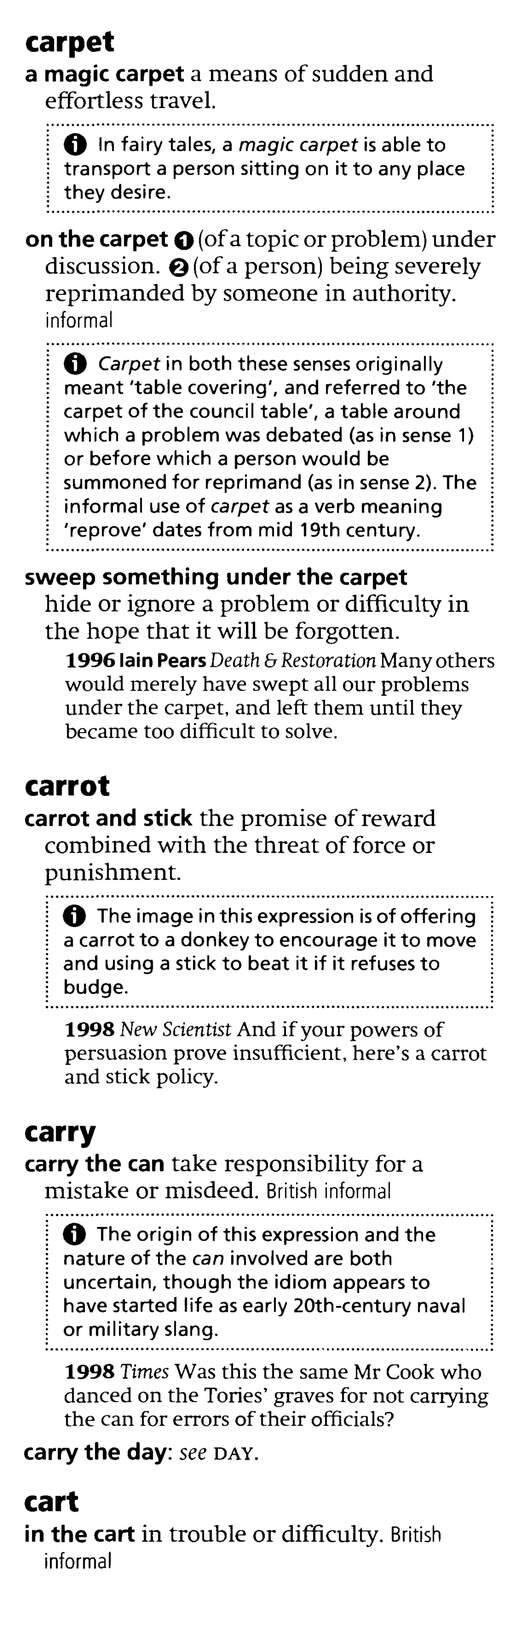 carpet
a magic carpet a means of sudden and
effortless travel.
ℹ In fairy tales, a magic carpet is able to
transport a person sitting on it to any place
they desire.
on the carpet ❶ (of a topic or problem) under
discussion. ❷ (of a person) being severely
reprimanded by someone in authority.
informal
ℹ Carpet in both these senses originally
meant ‘table covering’, and referred to ‘the
carpet of the council table’, a table around
which a problem was debated (as in sense 1)
or before which a person would be
summoned for reprimand (as in sense 2). The
informal use of carpet as a verb meaning
‘reprove’ dates from mid 19th century.
sweep something under the carpet
hide or ignore a problem or difficulty in
the hope that it will be forgotten.
1996 Iain Pears Death & Restoration Many others
would merely have swept all our problems
under the carpet, and left them until they
became too difficult to solve.
carrot
carrot and stick the promise of reward
combined with the threat of force or
punishment.
ℹ The image in this expression is of offering
a carrot to a donkey to encourage it to move
and using a stick to beat it if it refuses to
budge.
1998 New Scientist And if your powers of
persuasion prove insufficient, here’s a carrot
and stick policy.
carry
carry the can take responsibility for a
mistake or misdeed. British informal
ℹ The origin of this expression and the
nature of the can involved are both
uncertain, though the idiom appears to
have started life as early 20th-century naval
or military slang.
1998 Times Was this the same Mr Cook who
danced on the Tories’ graves for not carrying
the can for errors of their officials?
carry the day: see DAY.
cart
in the cart in trouble or difficulty. British
informal